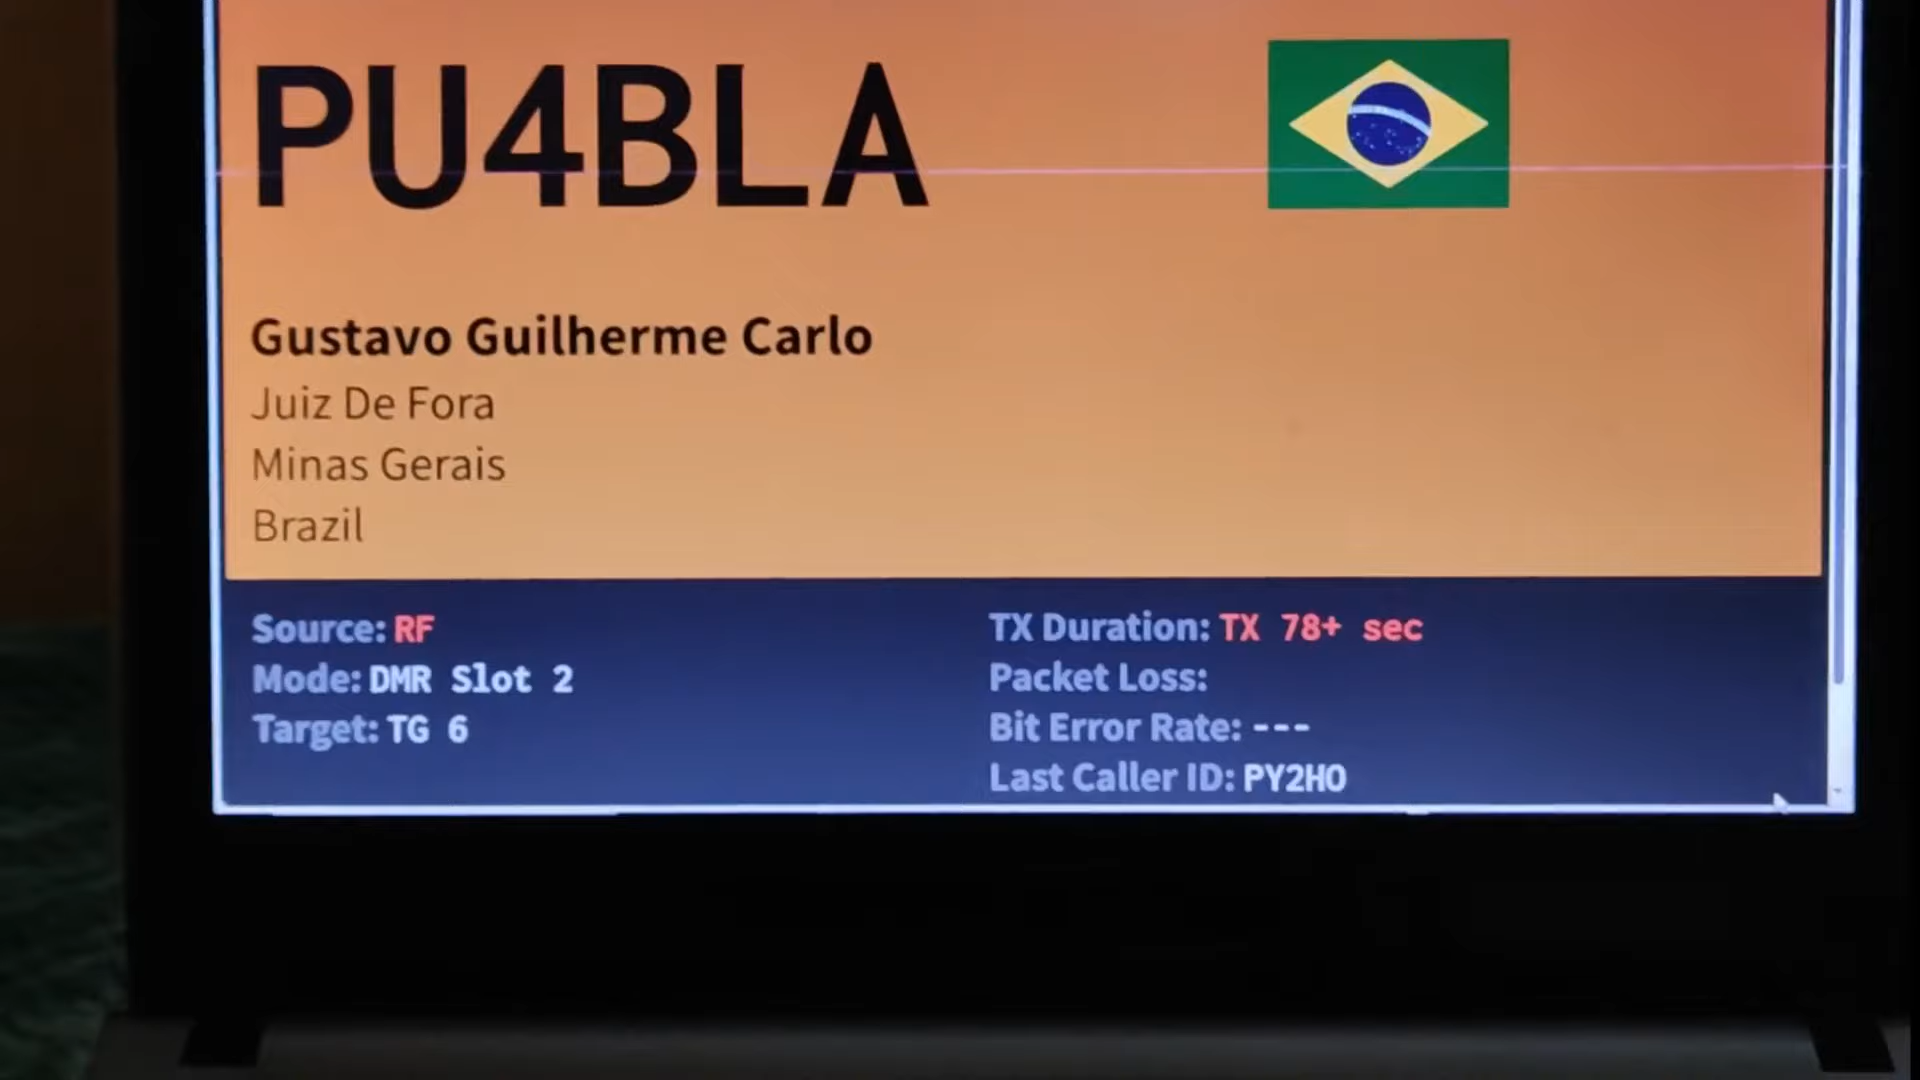 PU4BLA
Gustavo Guilherme Carlo
Juiz De Fora
Minas Gerais
Brazil
Source: RF
Mode: DMR Slot 2
Target: TG 6
TX Duration: TX 78+ sec
Packet Loss:
Bit Error Rate: ---
Last Caller ID: PY2HO